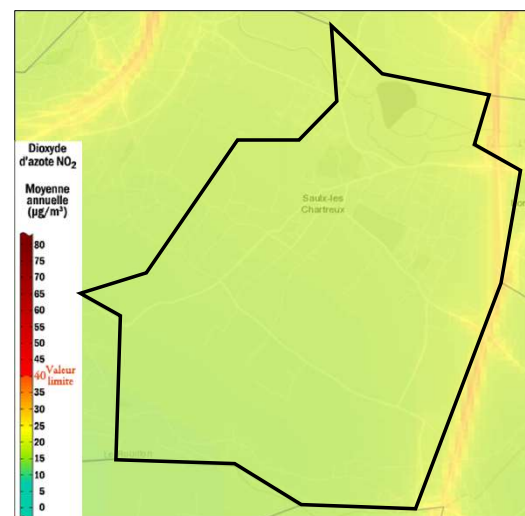 Dioxyde
d'azote NO₂
Moyenne
annuelle
(µg/m³)
80
75
70
65
60
55
50
45
40 Valeur
limite
35
30
25
20
15
10
5
0
Saulx-les
Chartreux